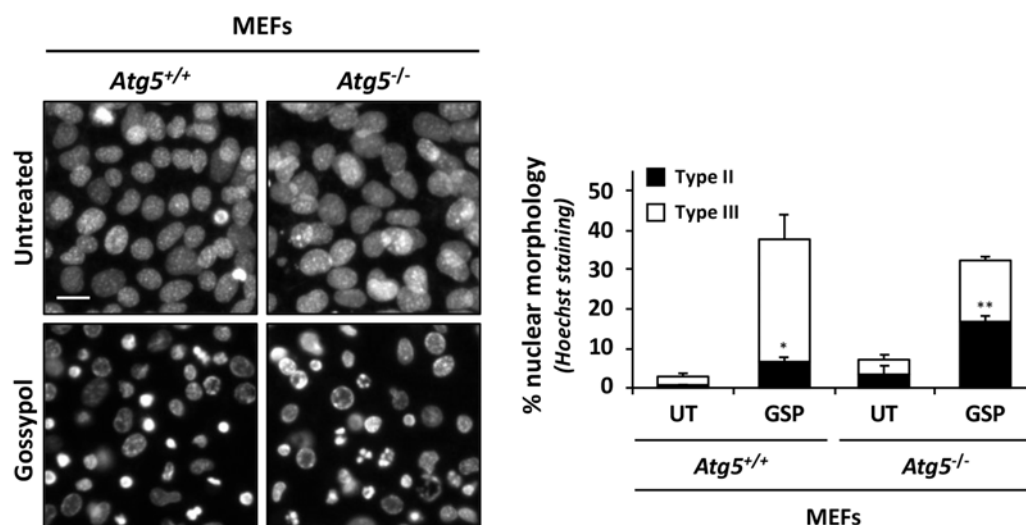 MEFs
Atg5+/+ Atg5-/-
Untreated
Gossypol
% nuclear morphology
(Hoechst staining)
50
40
30
20
10
0
Type II
Type III
*
**
UT GSP UT GSP
Atg5+/+ Atg5-/-
MEFs